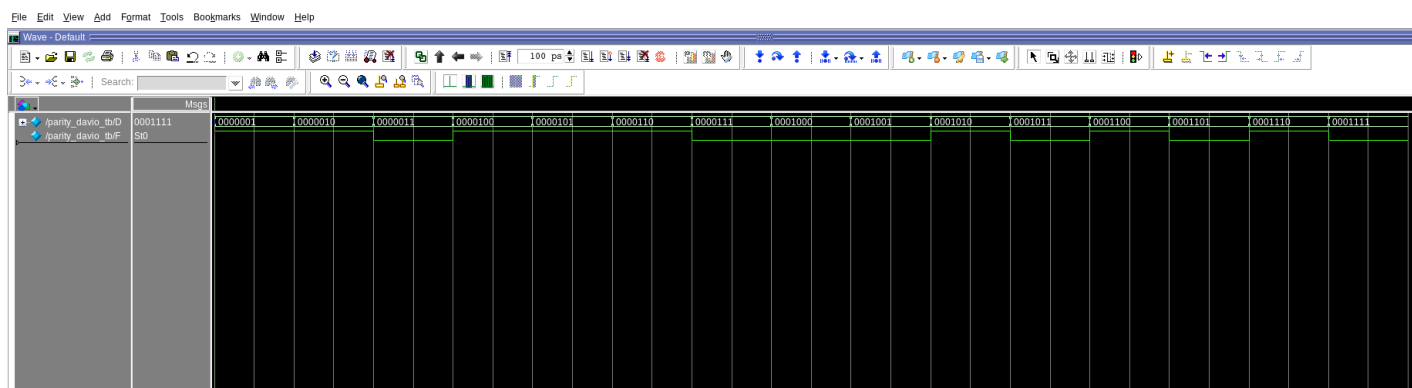 File Edit View Add Format Tools Bookmarks Window Help
Wave - Default
100 ps
Search:
Msgs
/parity_davio_tb/D 0001111 0000001 0000010 0000011 0000100 0000101 0000110 0000111 0001000 0001001 0001010 0001011 0001100 0001101 0001110 0001111
/parity_davio_tb/F St0